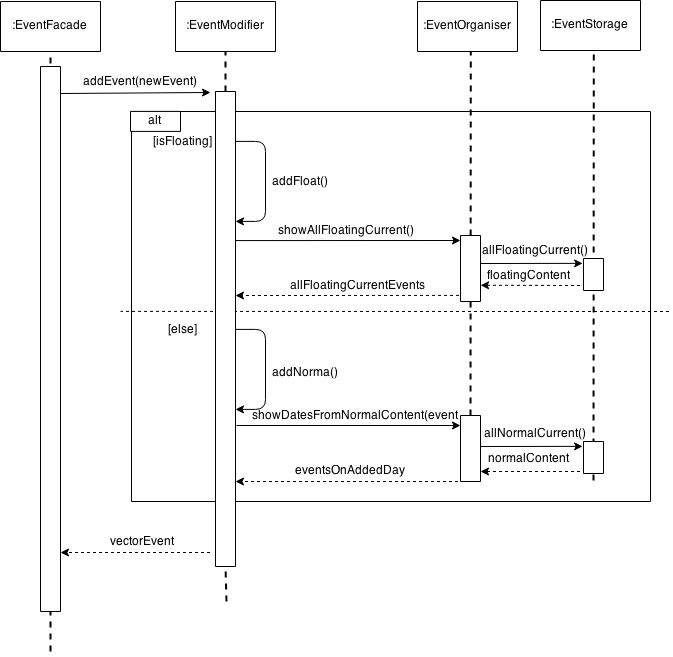 :EventFacade
:EventModifier
:EventOrganiser
:EventStorage
addEvent(newEvent)
alt
[isFloating]
addFloat()
showAllFloatingCurrent()
allFloatingCurrent()
floatingContent
allFloatingCurrentEvents
[else]
addNorma()
showDatesFromNormalContent(event
allNormalCurrent()
normalContent
eventsOnAddedDay
vectorEvent